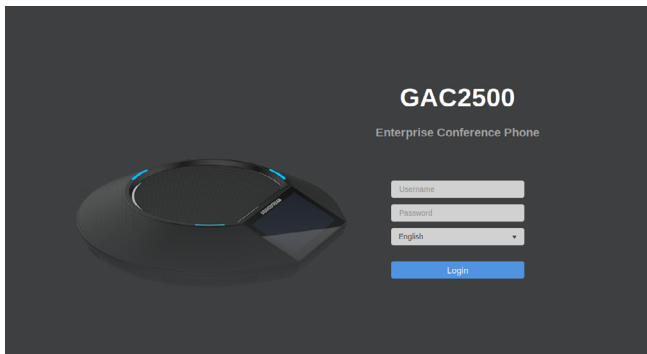 GAC2500
Enterprise Conference Phone
Username
Password
English
Login